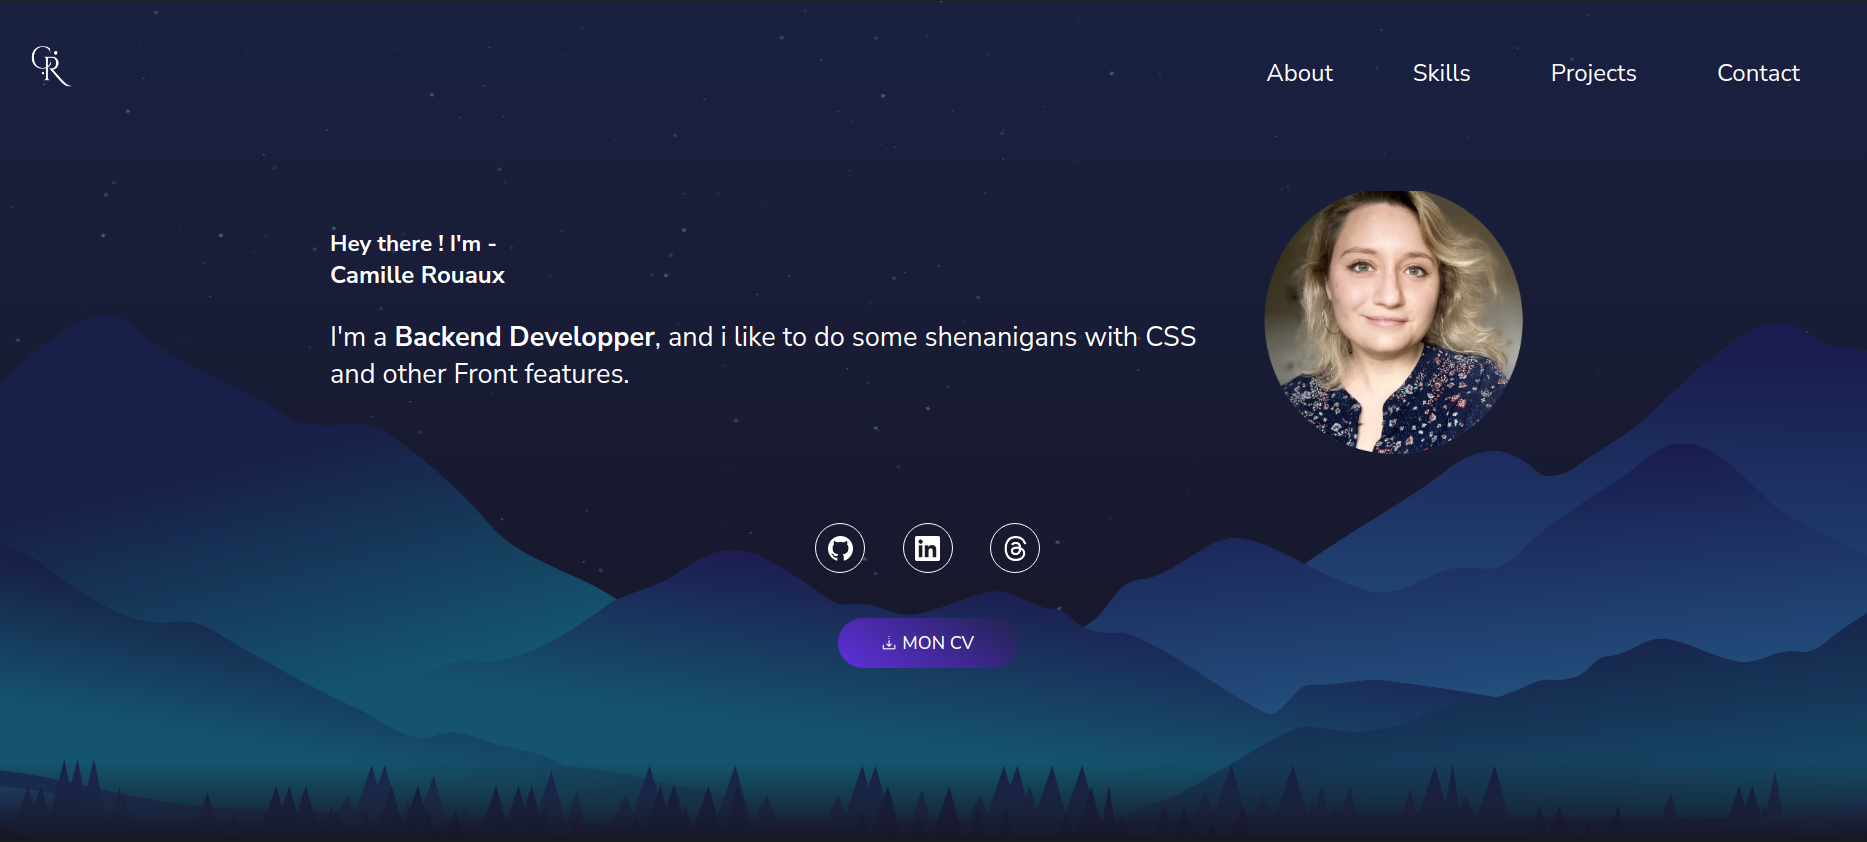 CR
About Skills Projects Contact
Hey there ! I'm -
Camille Rouaux
I'm a Backend Developper, and i like to do some shenanigans with CSS
and other Front features.
in
MON CV